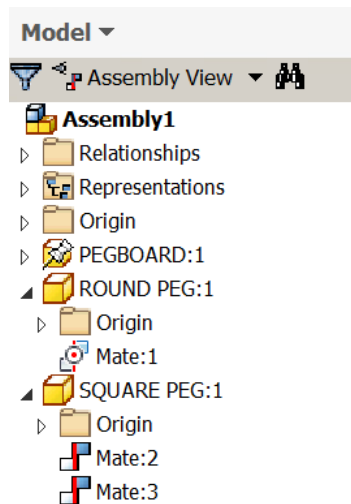 Model
Assembly View
Assembly1
Relationships
Representations
Origin
PEGBOARD:1
ROUND PEG:1
Origin
Mate:1
SQUARE PEG:1
Origin
Mate:2
Mate:3